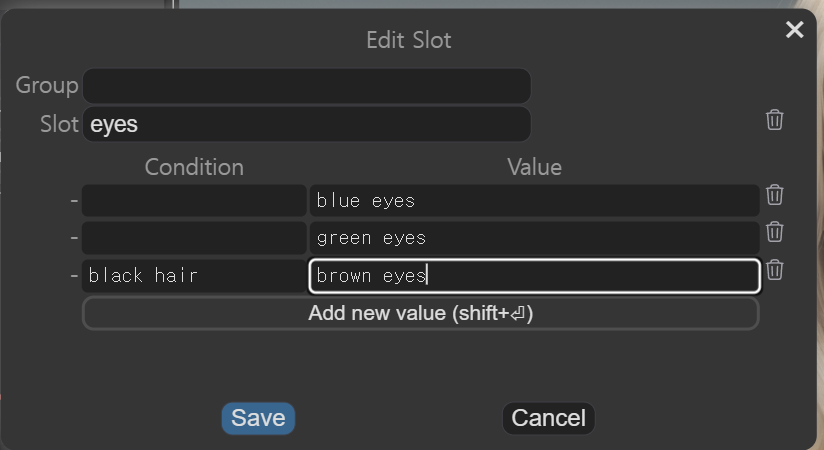 Edit Slot
Group
Slot eyes
Condition Value
- blue eyes
- green eyes
- black hair brown eyes
Add new value (shift+⏎)
Save Cancel